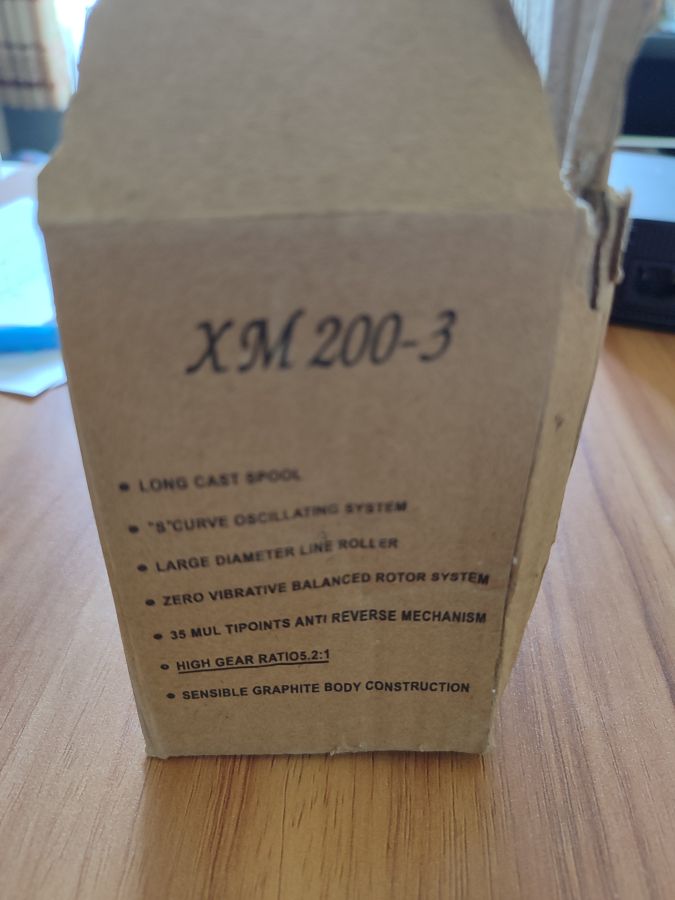 XM 200-3
• LONG CAST SPOOL
• "S"CURVE OSCILLATING SYSTEM
• LARGE DIAMETER LINE ROLLER
• ZERO VIBRATIVE BALANCED ROTOR SYSTEM
• 35 MUL TIPOINTS ANTI REVERSE MECHANISM
• HIGH GEAR RATIO5.2:1
• SENSIBLE GRAPHITE BODY CONSTRUCTION